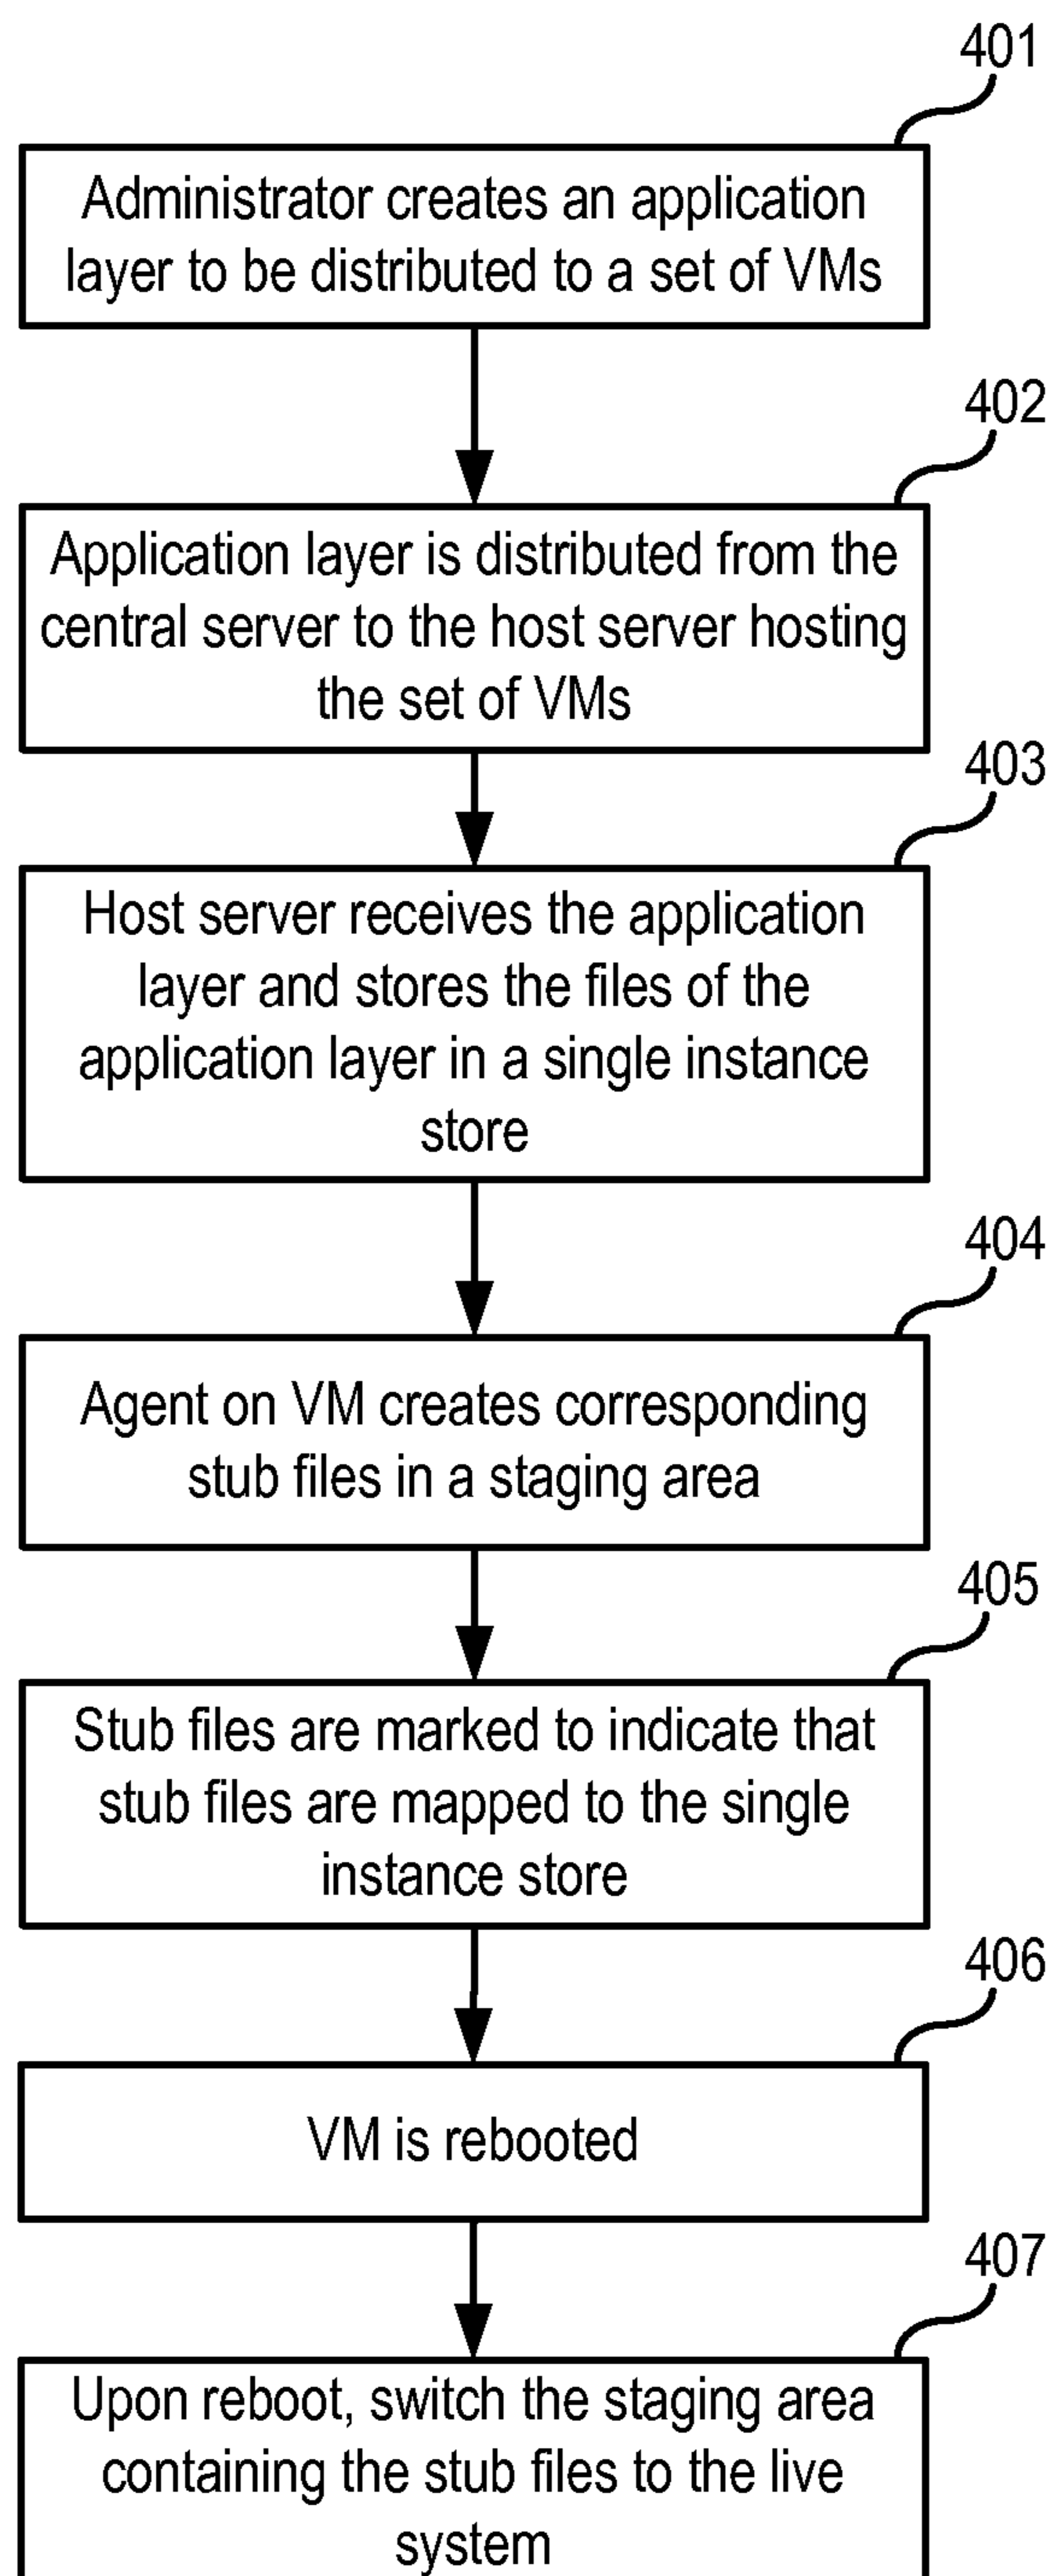 401
Administrator creates an application
layer to be distributed to a set of VMs
402
Application layer is distributed from the
central server to the host server hosting
the set of VMs
403
Host server receives the application
layer and stores the files of the
application layer in a single instance
store
404
Agent on VM creates corresponding
stub files in a staging area
405
Stub files are marked to indicate that
stub files are mapped to the single
instance store
406
VM is rebooted
407
Upon reboot, switch the staging area
containing the stub files to the live
system